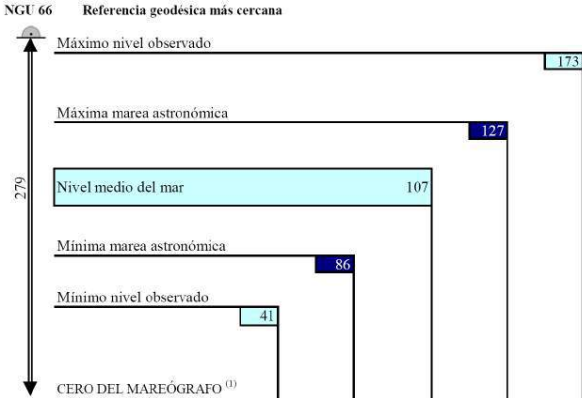 NGU 66 Referencia geodésica más cercana
Máximo nivel observado
173
Máxima marea astronómica
127
Nivel medio del mar 107
279
Mínima marea astronómica
86
Mínimo nivel observado
41
CERO DEL MAREÓGRAFO (1)